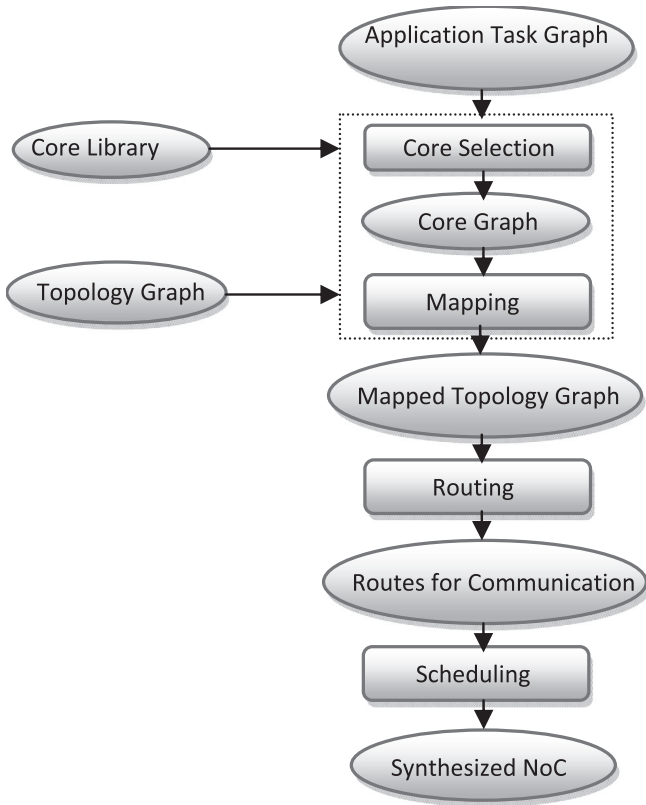 Application Task Graph
Core Library
Core Selection
Core Graph
Topology Graph
Mapping
Mapped Topology Graph
Routing
Routes for Communication
Scheduling
Synthesized NoC